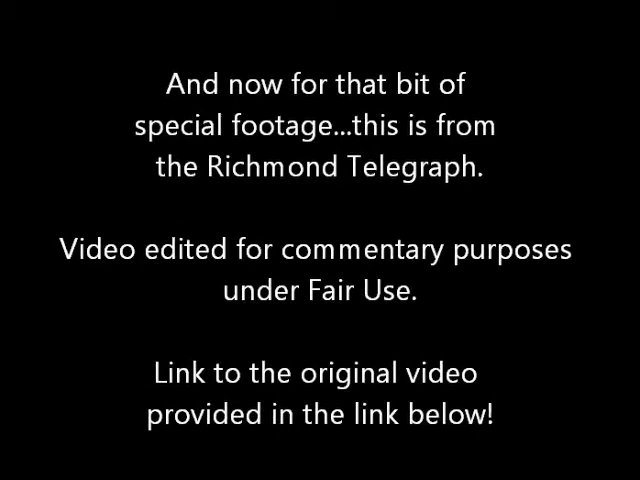 And now for that bit of
special footage...this is from
the Richmond Telegraph.
Video edited for commentary purposes
under Fair Use.
Link to the original video
provided in the link below!